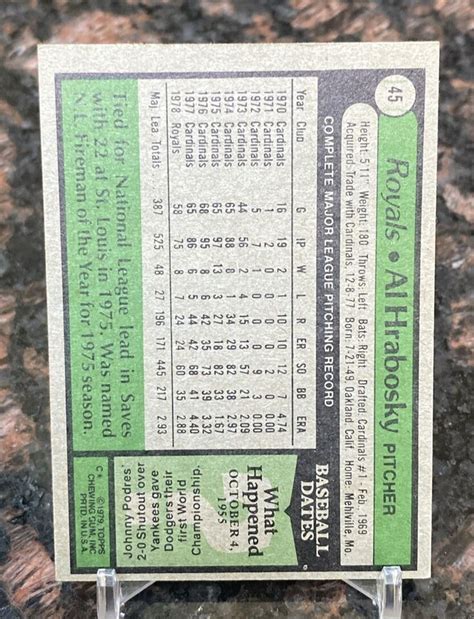 45
Royals • Al Hrabosky PITCHER
Height: 5'11" Weight: 180 Throws: Left Bats: Right Drafted: Cardinals #1 - Feb. 1969
Acquired: Trade with Cardinals, 12-8-77 Born: 7-21-49, Oakland, Calif. Home: Mehlville, Mo.
COMPLETE MAJOR LEAGUE PITCHING RECORD
Year Club G IP W L R ER SO BB ERA
1970 Cardinals 16 19 2 1 10 10 12 7 4.74
1971 Cardinals 1 2 0 0 0 0 2 0 0.00
1972 Cardinals 5 7 1 0 0 0 9 3 0.00
1973 Cardinals 44 56 2 4 15 13 57 21 2.09
1974 Cardinals 65 88 8 1 34 29 82 38 2.97
1975 Cardinals 65 97 13 3 27 18 82 33 1.67
1976 Cardinals 68 95 8 6 42 35 73 39 3.32
1977 Cardinals 65 86 6 5 44 42 68 41 4.40
1978 Royals 58 75 8 7 24 24 60 35 2.88
Maj. Lea. Totals 387 525 48 27 196 171 445 217 2.93
Tied for National League lead in Saves
with 22 at St. Louis in 1975. Was named
N.L. Fireman of the Year for 1975 season.
BASEBALL
DATES
What
Happened
OCTOBER 4,
1955
Johnny Podres'
2-0 Shutout over
Yankees gave
Dodgers their
first World
Championship
C* © 1979, TOPPS
CHEWING GUM, INC.
PRTD. IN U.S.A.